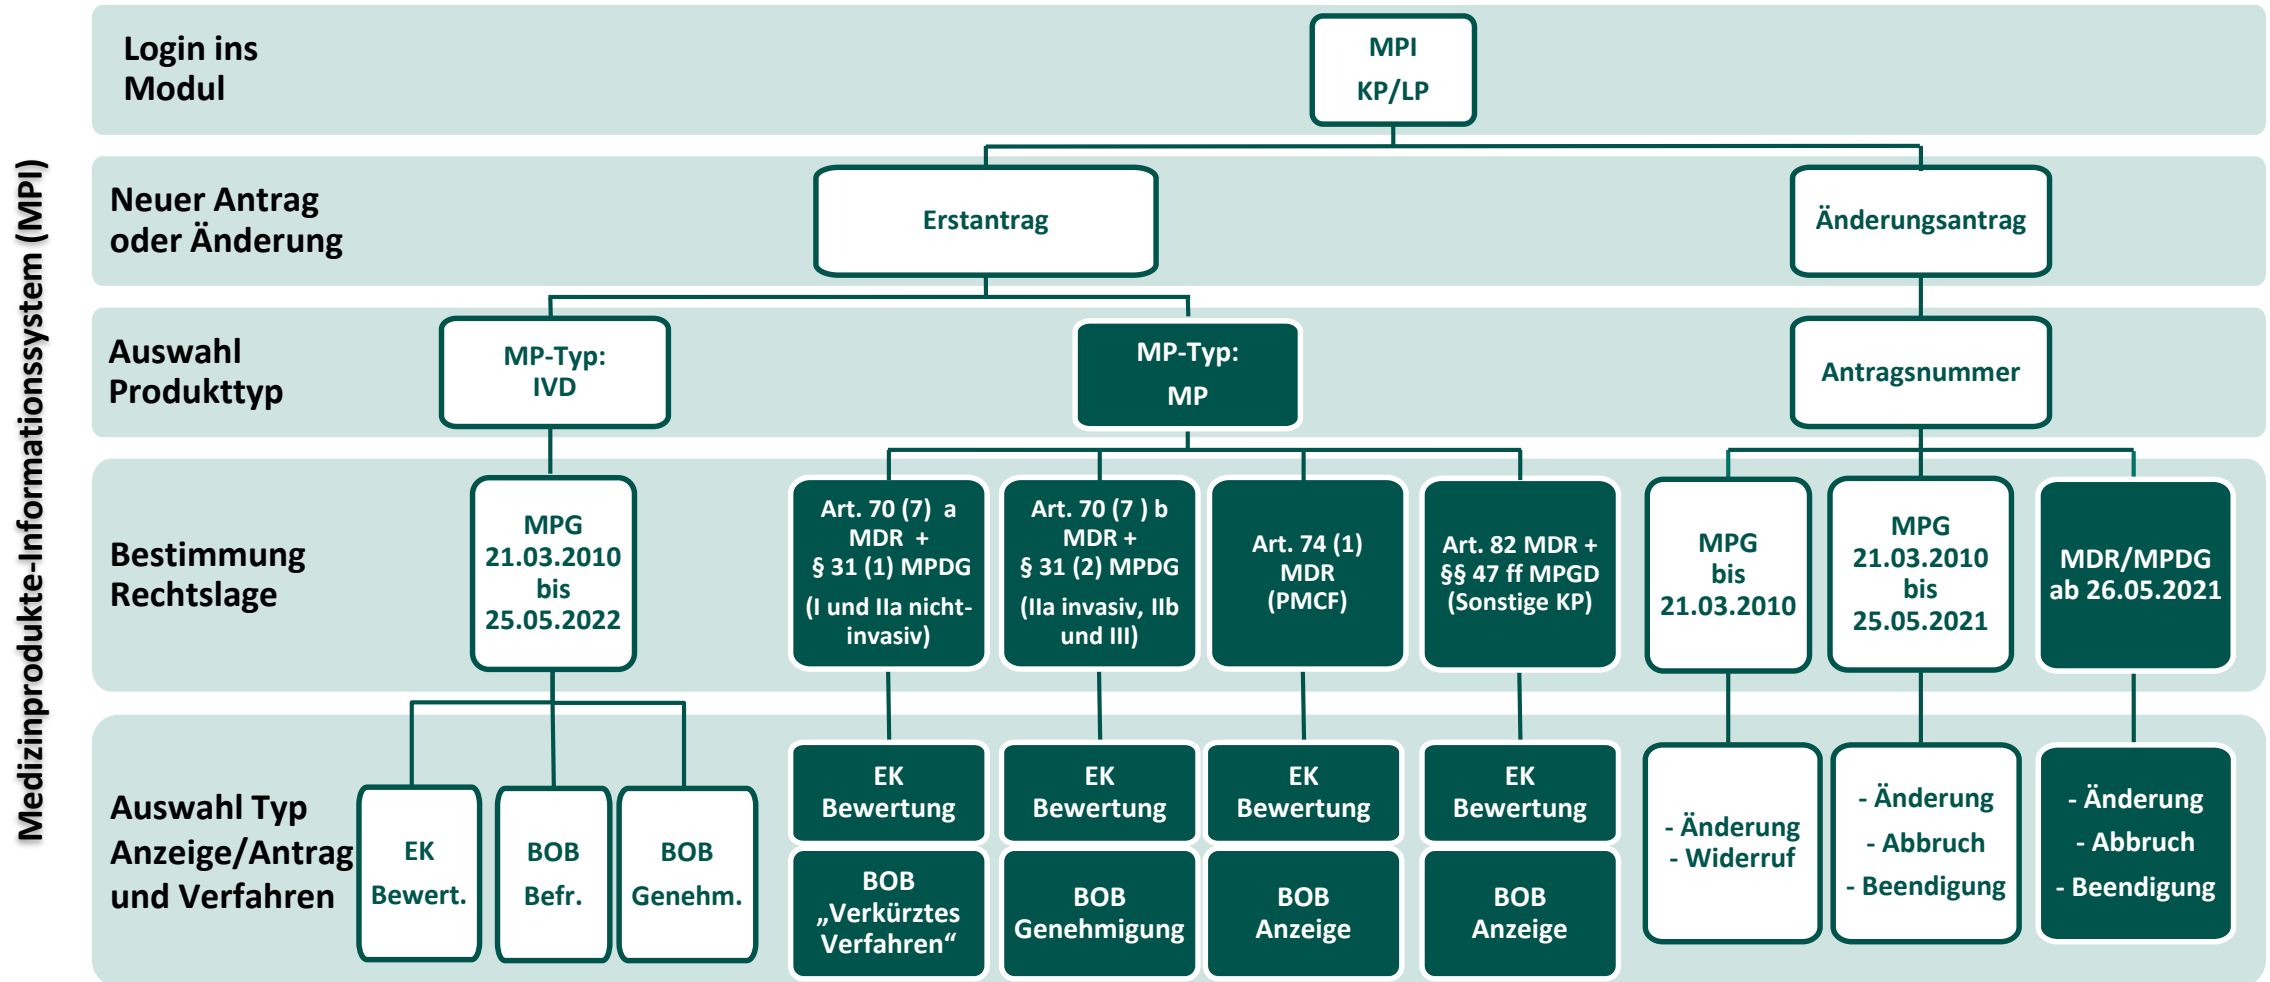 Medizinprodukte-Informationssystem (MPI)
Login ins
Modul
MPI
KP/LP
Neuer Antrag
oder Änderung
Erstantrag
Änderungsantrag
Auswahl
Produkttyp
MP-Typ:
IVD
MP-Typ:
MP
Antragsnummer
Bestimmung
Rechtslage
MPG
21.03.2010
bis
25.05.2022
Art. 70 (7) a
MDR +
§ 31 (1) MPDG
(I und IIa nicht-
invasiv)
Art. 70 (7 ) b
MDR +
§ 31 (2) MPDG
(IIa invasiv, IIb
und III)
Art. 74 (1)
MDR
(PMCF)
Art. 82 MDR +
§§ 47 ff MPGD
(Sonstige KP)
MPG
bis
21.03.2010
MPG
21.03.2010
bis
25.05.2021
MDR/MPDG
ab 26.05.2021
Auswahl Typ
Anzeige/Antrag
und Verfahren
EK
Bewert.
BOB
Befr.
BOB
Genehm.
EK
Bewertung
BOB
„Verkürztes
Verfahren“
EK
Bewertung
BOB
Genehmigung
EK
Bewertung
BOB
Anzeige
EK
Bewertung
BOB
Anzeige
- Änderung
- Widerruf
- Änderung
- Abbruch
- Beendigung
- Änderung
- Abbruch
- Beendigung